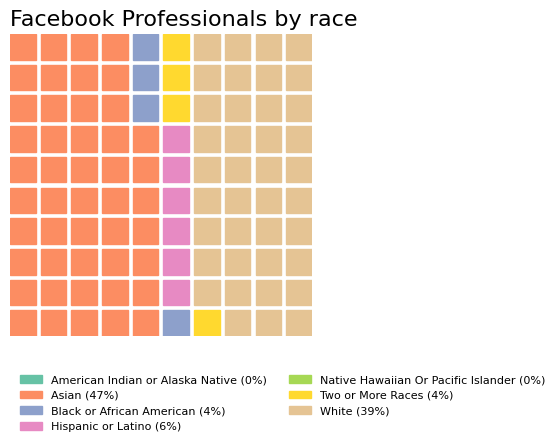 Facebook Professionals by race
American Indian or Alaska Native (0%)
Asian (47%)
Black or African American (4%)
Hispanic or Latino (6%)
Native Hawaiian Or Pacific Islander (0%)
Two or More Races (4%)
White (39%)